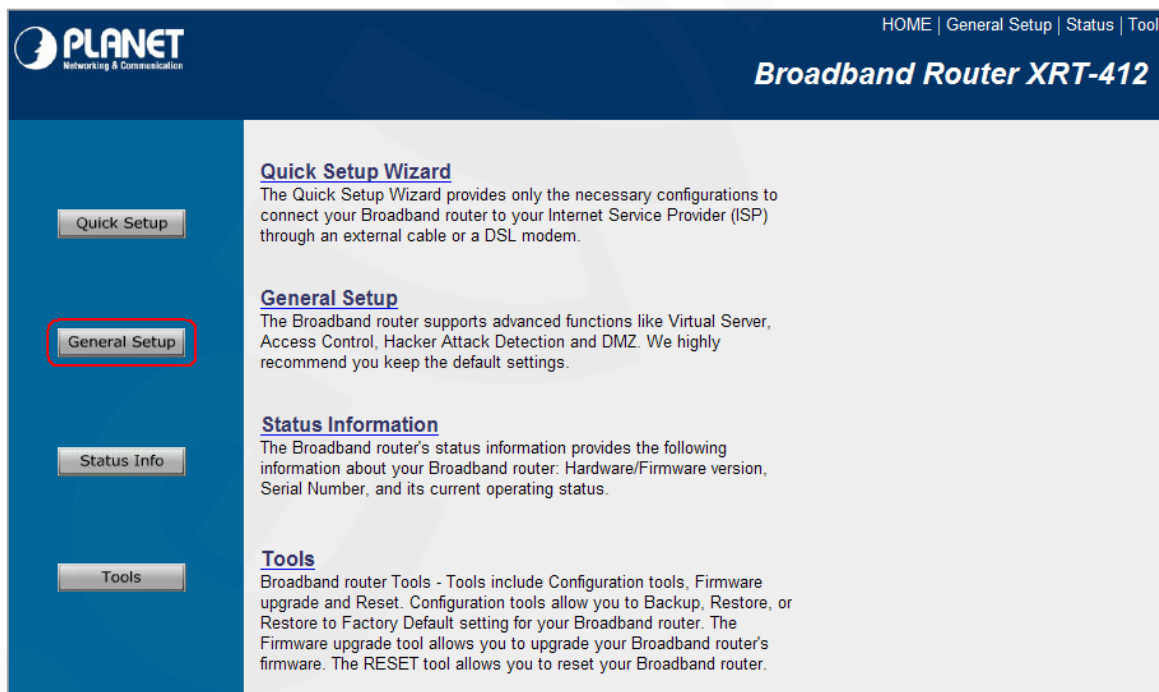 PLANET
Networking & Communication
HOME | General Setup | Status | Tool
Broadband Router XRT-412
Quick Setup
Quick Setup Wizard
The Quick Setup Wizard provides only the necessary configurations to
connect your Broadband router to your Internet Service Provider (ISP)
through an external cable or a DSL modem.
General Setup
General Setup
The Broadband router supports advanced functions like Virtual Server,
Access Control, Hacker Attack Detection and DMZ. We highly
recommend you keep the default settings.
Status Info
Status Information
The Broadband router's status information provides the following
information about your Broadband router: Hardware/Firmware version,
Serial Number, and its current operating status.
Tools
Tools
Broadband router Tools - Tools include Configuration tools, Firmware
upgrade and Reset. Configuration tools allow you to Backup, Restore, or
Restore to Factory Default setting for your Broadband router. The
Firmware upgrade tool allows you to upgrade your Broadband router's
firmware. The RESET tool allows you to reset your Broadband router.